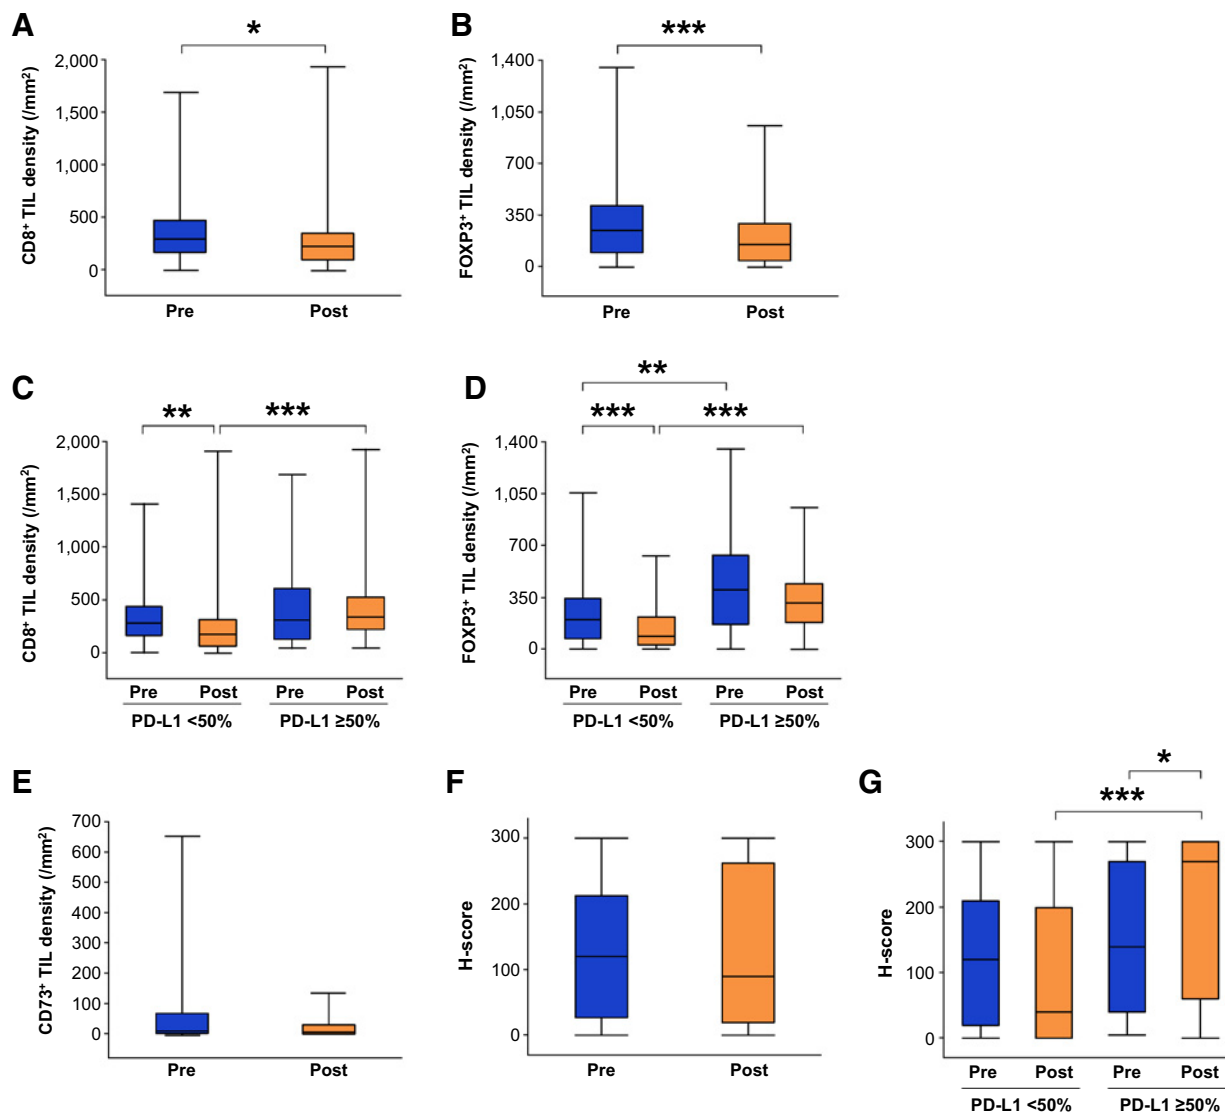 A
*
CD8⁺ TIL density (/mm²)
2,000
1,500
1,000
500
0
Pre Post
B
***
FOXP3⁺ TIL density (/mm²)
1,400
1,050
700
350
0
Pre Post
C
** ***
CD8⁺ TIL density (/mm²)
2,000
1,500
1,000
500
0
Pre Post Pre Post
PD-L1 <50% PD-L1 ≥50%
D
**
*** ***
FOXP3⁺ TIL density (/mm²)
1,400
1,050
700
350
0
Pre Post Pre Post
PD-L1 <50% PD-L1 ≥50%
E
CD73⁺ TIL density (/mm²)
700
600
500
400
300
200
100
0
Pre Post
F
H-score
300
200
100
0
Pre Post
G
*
***
H-score
300
200
100
0
Pre Post Pre Post
PD-L1 <50% PD-L1 ≥50%